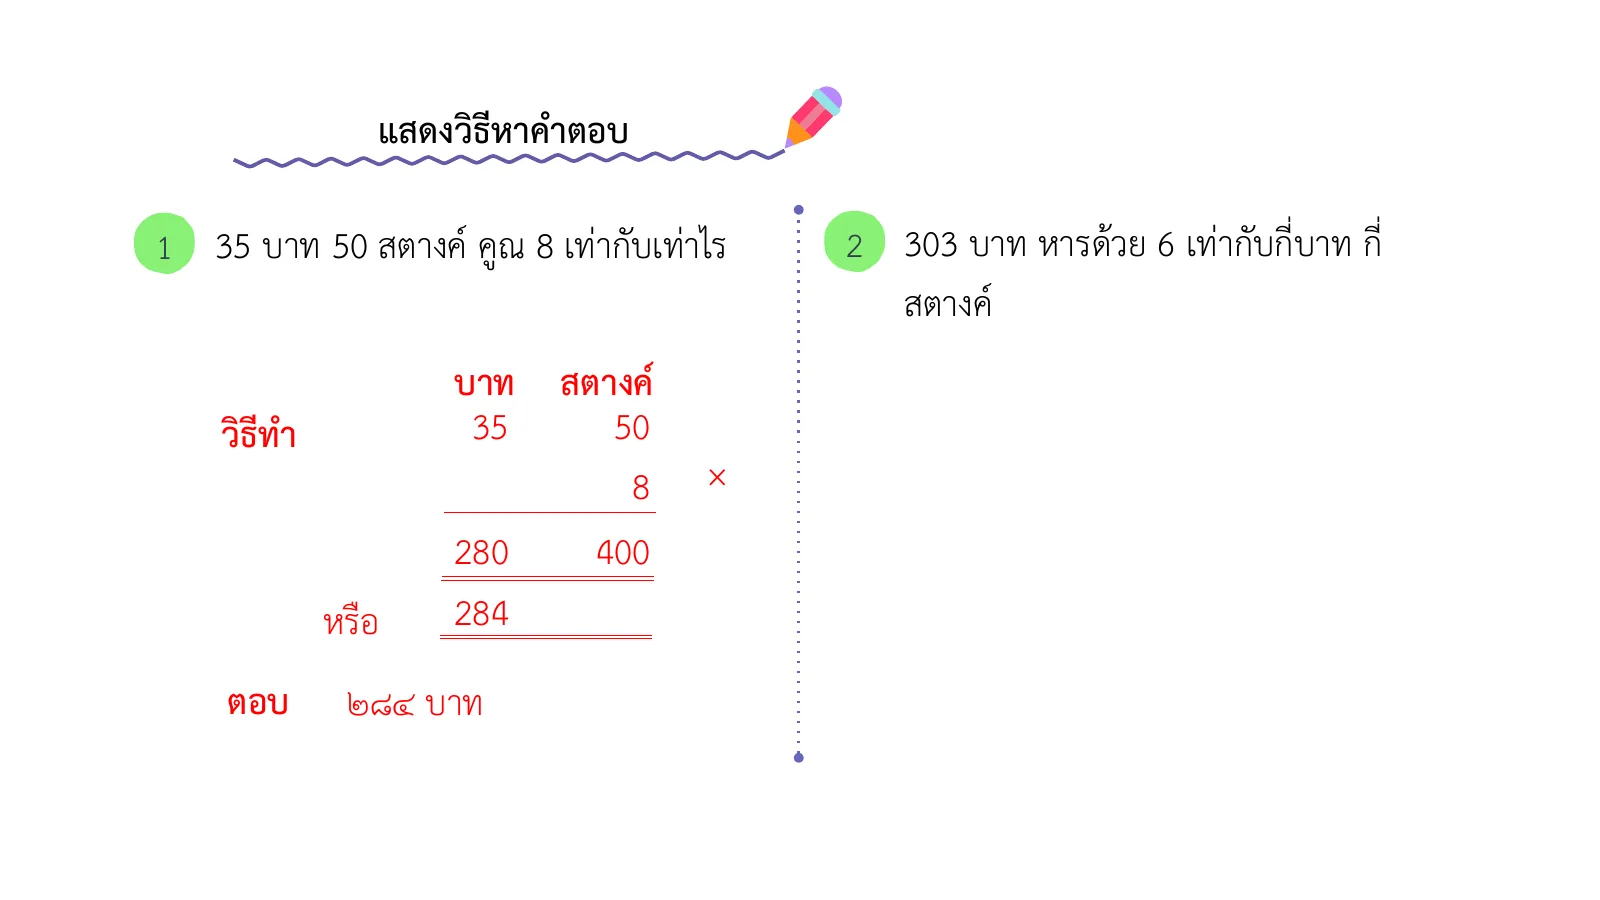 แสดงวิธีหาคำตอบ
1 35 บาท 50 สตางค์ คูณ 8 เท่ากับเท่าไร
บาท สตางค์
วิธีทำ 35 50
8 ×
280 400
หรือ 284
ตอบ ๒๘๔ บาท
2 303 บาท หารด้วย 6 เท่ากับกี่บาท กี่
สตางค์